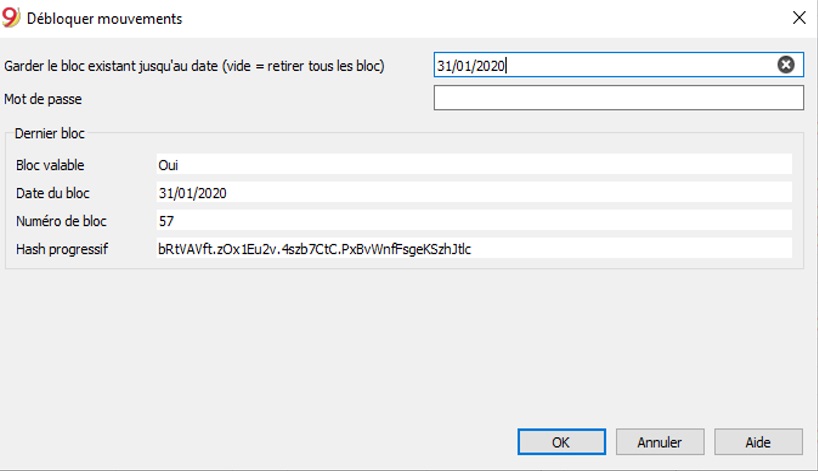 9 Débloquer mouvements
Garder le bloc existant jusqu'au date (vide = retirer tous les bloc) 31/01/2020
Mot de passe
Dernier bloc
Bloc valable Oui
Date du bloc 31/01/2020
Numéro de bloc 57
Hash progressif bRtVAVft.zOx1Eu2v.4szb7CtC.PxBvWnfFsgeKSzhJtlc
OK Annuler Aide